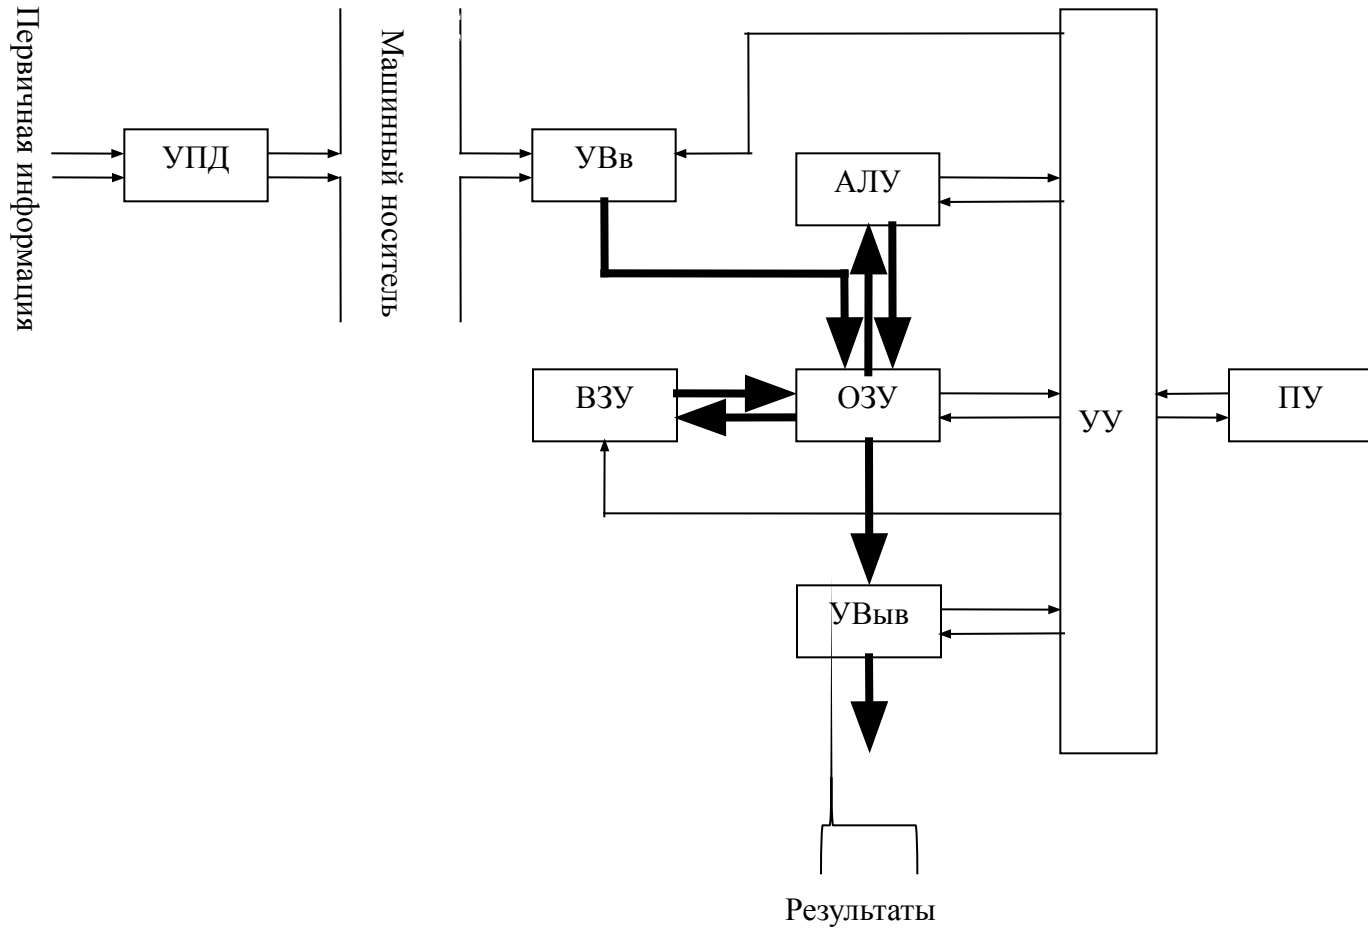 Первичная информация
УПД
Машинный носитель
УВв
АЛУ
ВЗУ
ОЗУ
УУ
ПУ
УВыв
Результаты